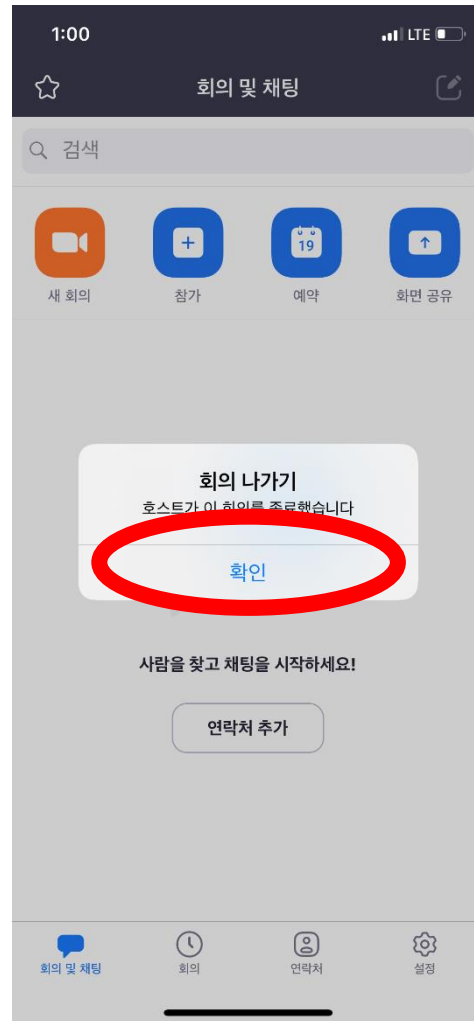 1:00
LTE
회의 및 채팅
검색
19
새 회의
참가
예약
화면 공유
회의 나가기
호스트가 이 회의를 종료했습니다
확인
사람을 찾고 채팅을 시작하세요!
연락처 추가
회의 및 채팅
회의
연락처
설정